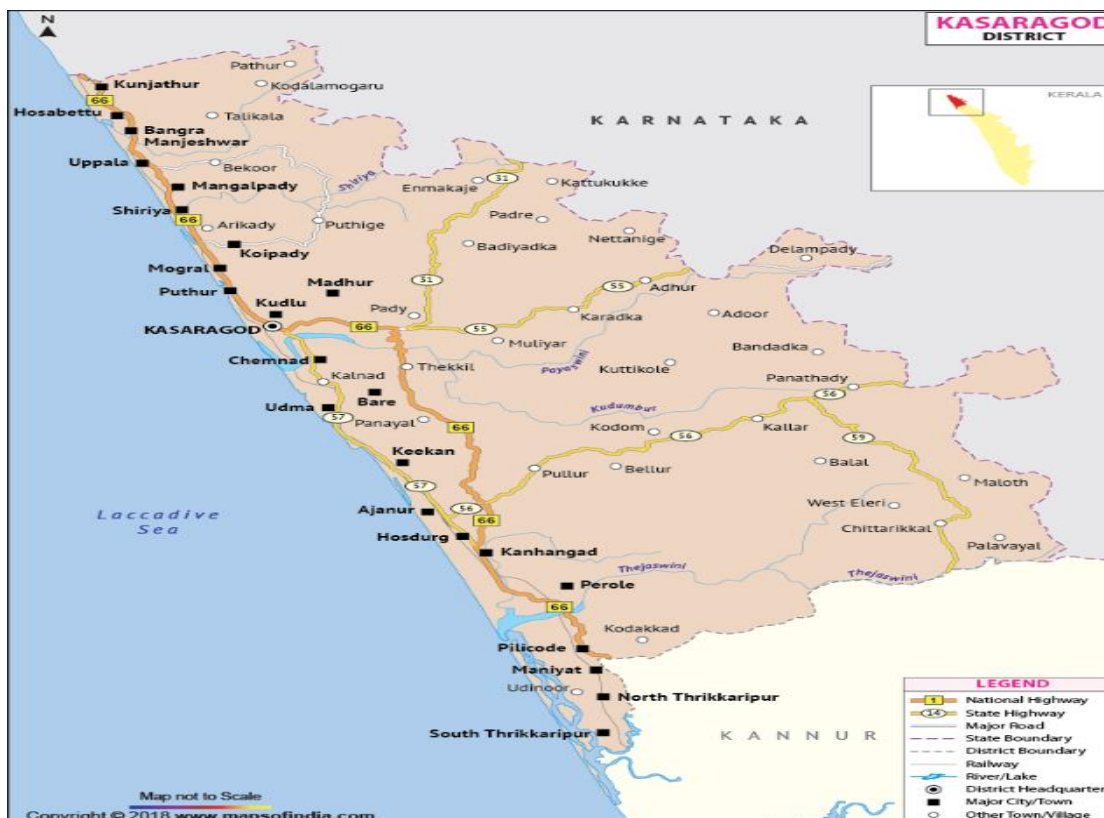 N
KASARAGOD
DISTRICT
KERALA
KARNATAKA
Pathur
Kunjathur
Kodalamogaru
66
Hosabettu
Talikala
Bangra
Manjeshwar
Uppala
Bekoor
Shiriya
Enmakaje
31
Kattukukke
Mangalpady
Shiriya
66
Arikady
Puthige
Padre
Nettanige
Koipady
Badiyadka
Delampady
Mogral
Madhur
31
55
Adhur
Puthur
Kudlu
Pady
Karadka
Adoor
KASARAGOD
66
55
Muliyar
Bandadka
Chemnad
Thekkil
Payaswini
Kuttikole
Kalnad
Panathady
Bare
56
Udma
57
Panayal
66
Kudumbur
Kodom
56
Kallar
59
Keekan
Pullur
Bellur
Balal
Maloth
57
Ajanur
56
66
West Eleri
Chittarikkal
Laccadive
Sea
Hosdurg
Kanhangad
Palavayal
Thejaswini
Thejaswini
Perole
66
Kodakkad
Pilicode
Maniyat
Udinoor
North Thrikkaripur
South Thrikkaripur
KANNUR
LEGEND
1 National Highway
14 State Highway
Major Road
State Boundary
District Boundary
Railway
River/Lake
District Headquarter
Major City/Town
Other Town/Village
Map not to Scale
Copyright © 2018 www.mapsofindia.com